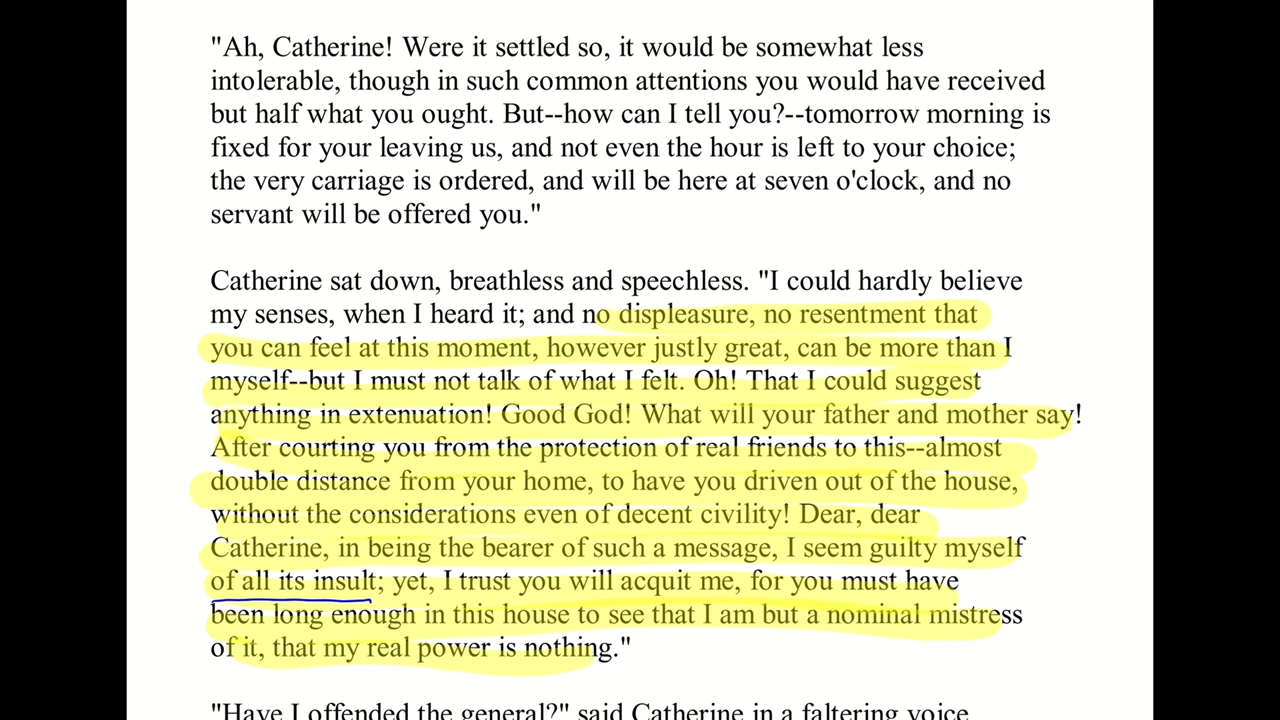 "Ah, Catherine! Were it settled so, it would be somewhat less
intolerable, though in such common attentions you would have received
but half what you ought. But--how can I tell you?--tomorrow morning is
fixed for your leaving us, and not even the hour is left to your choice;
the very carriage is ordered, and will be here at seven o'clock, and no
servant will be offered you."
Catherine sat down, breathless and speechless. "I could hardly believe
my senses, when I heard it; and no displeasure, no resentment that
you can feel at this moment, however justly great, can be more than I
myself--but I must not talk of what I felt. Oh! That I could suggest
anything in extenuation! Good God! What will your father and mother say!
After courting you from the protection of real friends to this--almost
double distance from your home, to have you driven out of the house,
without the considerations even of decent civility! Dear, dear
Catherine, in being the bearer of such a message, I seem guilty myself
of all its insult; yet, I trust you will acquit me, for you must have
been long enough in this house to see that I am but a nominal mistress
of it, that my real power is nothing."
"Have I offended the general?" said Catherine in a faltering voice